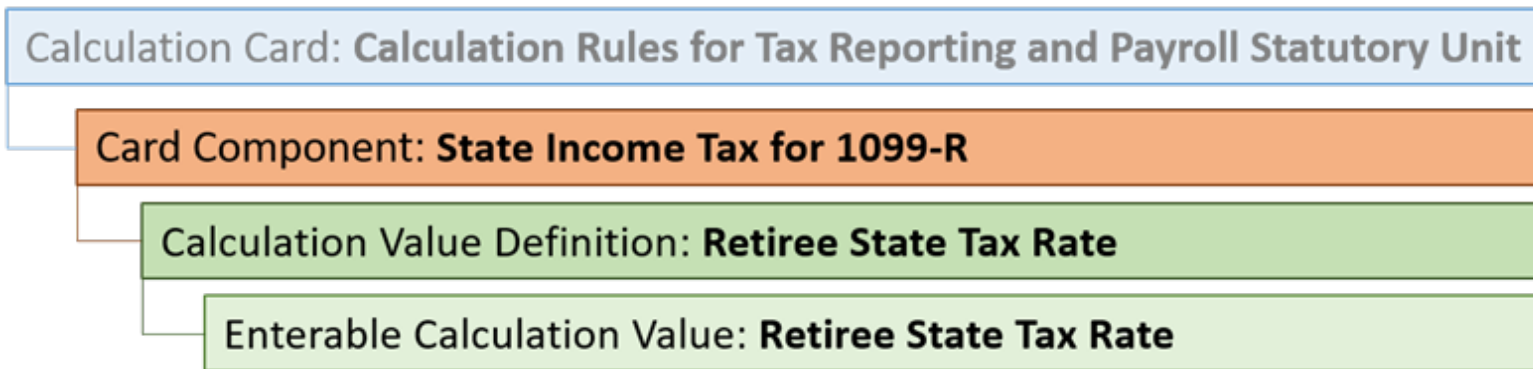 Calculation Card: Calculation Rules for Tax Reporting and Payroll Statutory Unit
Card Component: State Income Tax for 1099-R
Calculation Value Definition: Retiree State Tax Rate
Enterable Calculation Value: Retiree State Tax Rate